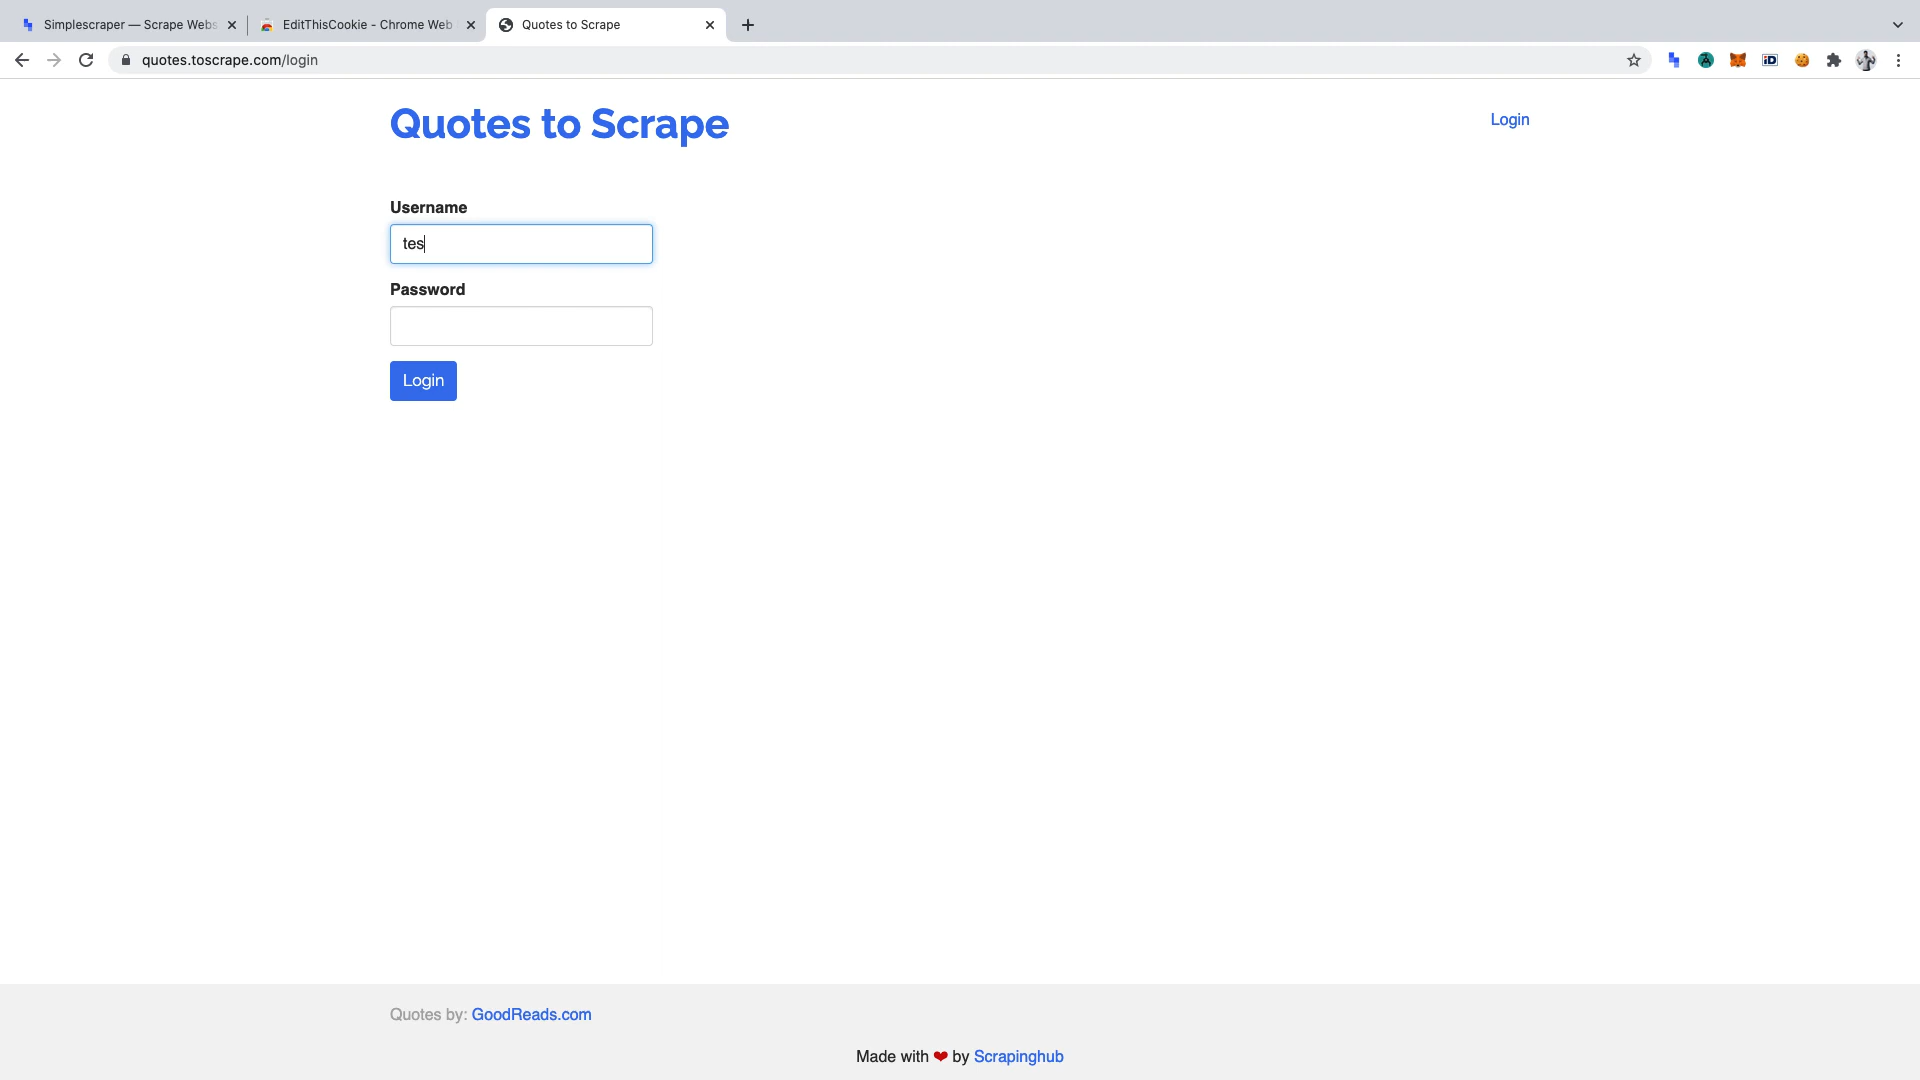 Simplescraper — Scrape Webs
EditThisCookie - Chrome Web
Quotes to Scrape
quotes.toscrape.com/login
iD
Quotes to Scrape
Login
Username
tes
Password
Login
Quotes by: GoodReads.com
Made with ❤ by Scrapinghub